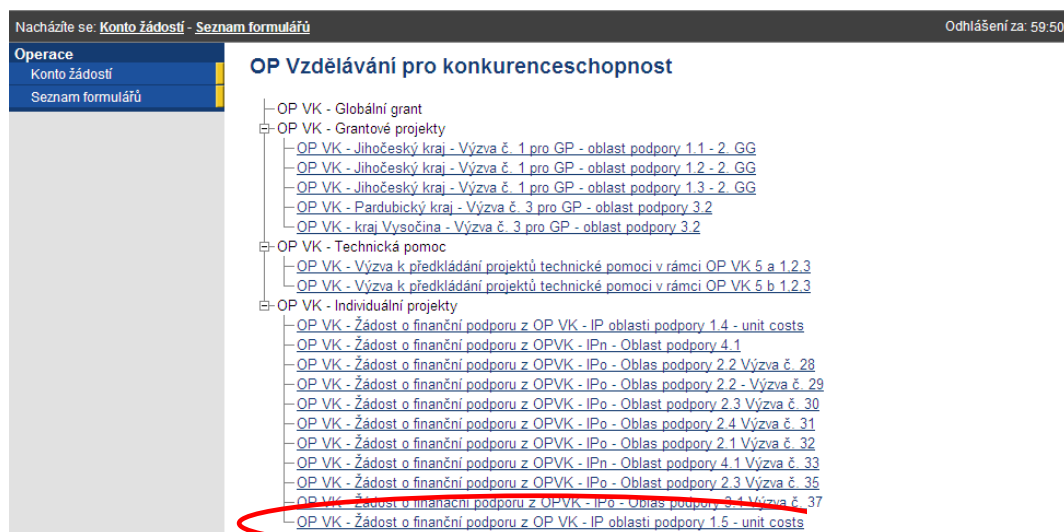 Nacházíte se: Konto žádostí - Seznam formulářů
Odhlášení za: 59:50
Operace
Konto žádostí
Seznam formulářů
OP Vzdělávání pro konkurenceschopnost
OP VK - Globální grant
OP VK - Grantové projekty
OP VK - Jihočeský kraj - Výzva č. 1 pro GP - oblast podpory 1.1 - 2. GG
OP VK - Jihočeský kraj - Výzva č. 1 pro GP - oblast podpory 1.2 - 2. GG
OP VK - Jihočeský kraj - Výzva č. 1 pro GP - oblast podpory 1.3 - 2. GG
OP VK - Pardubický kraj - Výzva č. 3 pro GP - oblast podpory 3.2
OP VK - kraj Vysočina - Výzva č. 3 pro GP - oblast podpory 3.2
OP VK - Technická pomoc
OP VK - Výzva k předkládání projektů technické pomoci v rámci OP VK 5 a 1,2,3
OP VK - Výzva k předkládání projektů technické pomoci v rámci OP VK 5 b 1,2,3
OP VK - Individuální projekty
OP VK - Žádost o finanční podporu z OP VK - IP oblasti podpory 1.4 - unit costs
OP VK - Žádost o finanční podporu z OPVK - IPn - Oblast podpory 4.1
OP VK - Žádost o finanční podporu z OPVK - IPo - Oblas podpory 2.2 Výzva č. 28
OP VK - Žádost o finanční podporu z OPVK - IPo - Oblas podpory 2.2 - Výzva č. 29
OP VK - Žádost o finanční podporu z OPVK - IPo - Oblast podpory 2.3 Výzva č. 30
OP VK - Žádost o finanční podporu z OPVK - IPo - Oblas podpory 2.4 Výzva č. 31
OP VK - Žádost o finanční podporu z OPVK - IPo - Oblas podpory 2.1 Výzva č. 32
OP VK - Žádost o finanční podporu z OPVK - IPn - Oblast podpory 4.1 Výzva č. 33
OP VK - Žádost o finanční podporu z OPVK - IPo - Oblast podpory 2.3 Výzva č. 35
OP VK - Žádost o finanační podporu z OPVK - IPo - Oblas podpory 3.1 Výzva č. 37
OP VK - Žádost o finanční podporu z OP VK - IP oblasti podpory 1.5 - unit costs